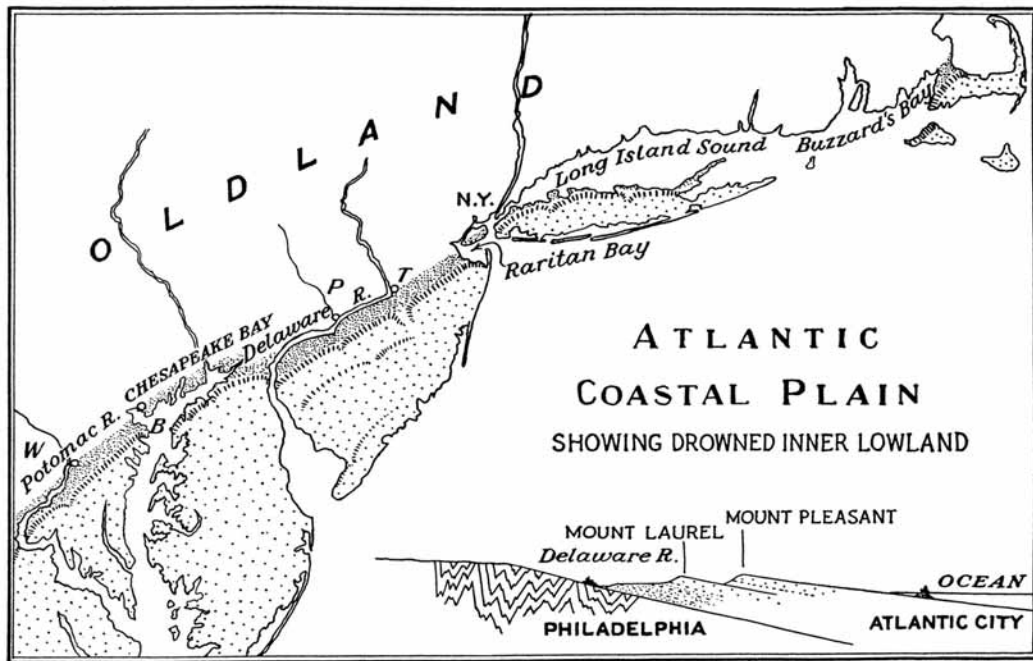 OLDLAND
N.Y.
Long Island Sound
Buzzard's Bay
Raritan Bay
T
P
Delaware R.
CHESAPEAKE BAY
B
W
Potomac R.
ATLANTIC
COASTAL PLAIN
SHOWING DROWNED INNER LOWLAND
MOUNT LAUREL
MOUNT PLEASANT
Delaware R.
OCEAN
PHILADELPHIA
ATLANTIC CITY